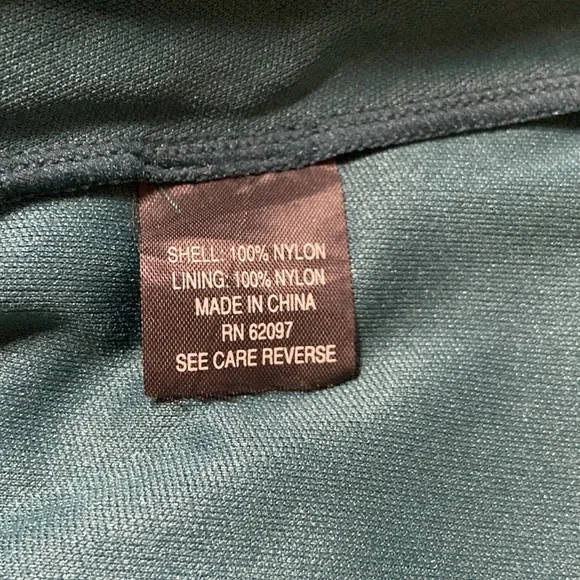 SHELL: 100% NYLON
LINING: 100% NYLON
MADE IN CHINA
RN 62097
SEE CARE REVERSE